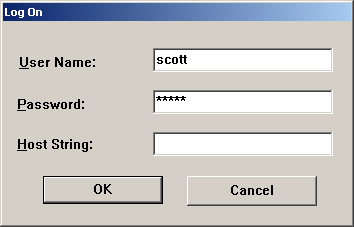 Log On
User Name: scott
Password: *****
Host String:
OK Cancel